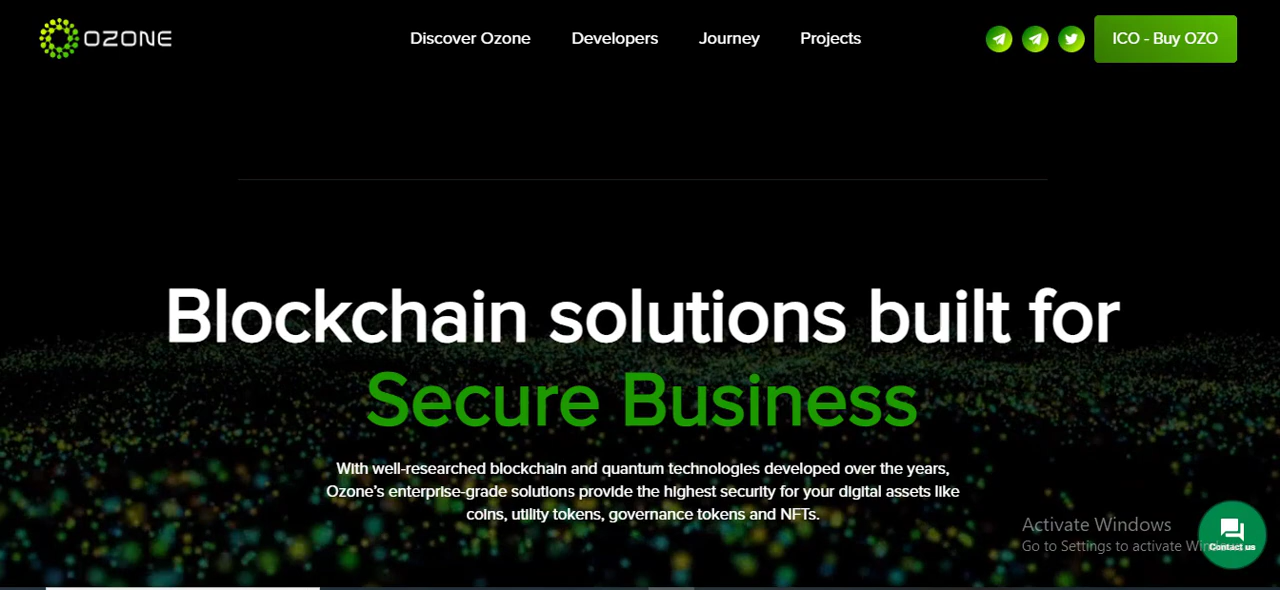 OZONE
Discover Ozone
Developers
Journey
Projects
ICO - Buy OZO
Blockchain solutions built for
Secure Business
With well-researched blockchain and quantum technologies developed over the years,
Ozone's enterprise-grade solutions provide the highest security for your digital assets like
coins, utility tokens, governance tokens and NFTs.
Activate Windows
Go to Settings to activate
Contact us